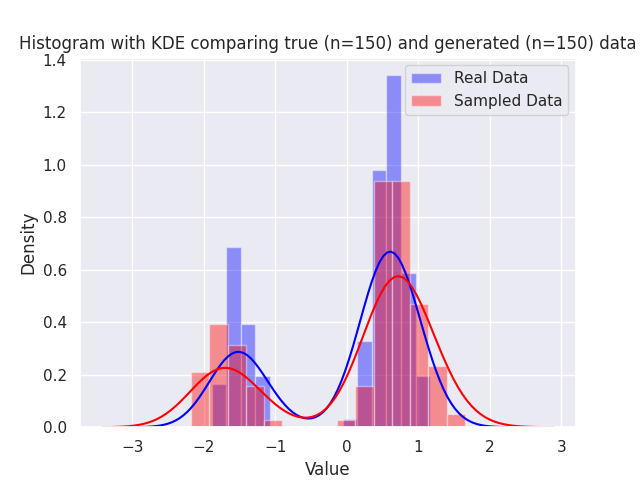 Histogram with KDE comparing true (n=150) and generated (n=150) data
Real Data
Sampled Data
Density
1.4
1.2
1.0
0.8
0.6
0.4
0.2
0.0
−3 −2 −1 0 1 2 3
Value